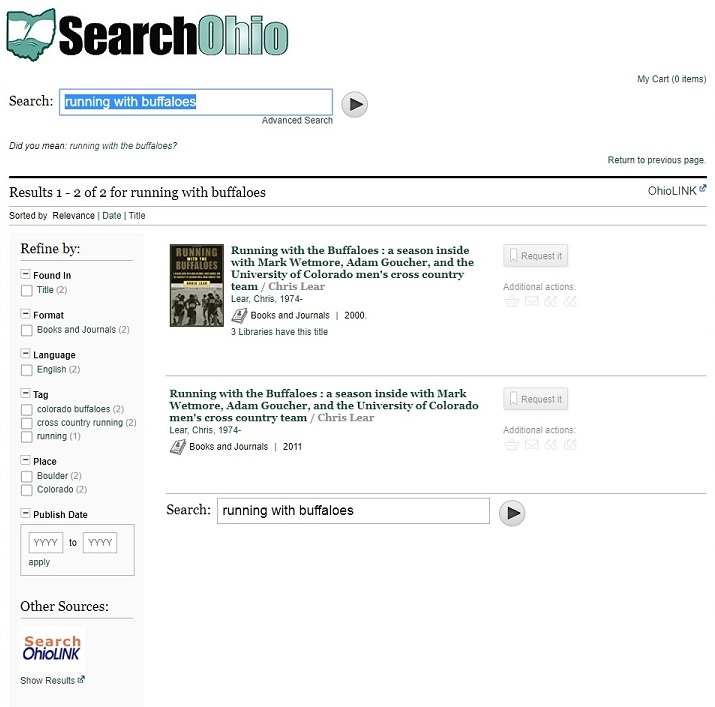 SearchOhio
My Cart (0 items)
Search: running with buffaloes
Advanced Search
Did you mean: running with the buffaloes?
Return to previous page.
Results 1 - 2 of 2 for running with buffaloes
OhioLINK
Sorted by Relevance | Date | Title
Refine by:
Found In
Title (2)
Format
Books and Journals (2)
Language
English (2)
Tag
colorado buffaloes (2)
cross country running (2)
running (1)
Place
Boulder (2)
Colorado (2)
Publish Date
YYYY to YYYY
apply
Other Sources:
Search
OhioLINK
Show Results
RUNNING
WITH THE
BUFFALOES
CHRIS LEAR
Running with the Buffaloes : a season inside
with Mark Wetmore, Adam Goucher, and the
University of Colorado men's cross country
team / Chris Lear
Lear, Chris, 1974-
Books and Journals | 2000.
3 Libraries have this title
Request it
Additional actions:
Running with the Buffaloes : a season inside with Mark
Wetmore, Adam Goucher, and the University of Colorado
men's cross country team / Chris Lear
Lear, Chris, 1974-
Books and Journals | 2011
Request it
Additional actions:
Search: running with buffaloes